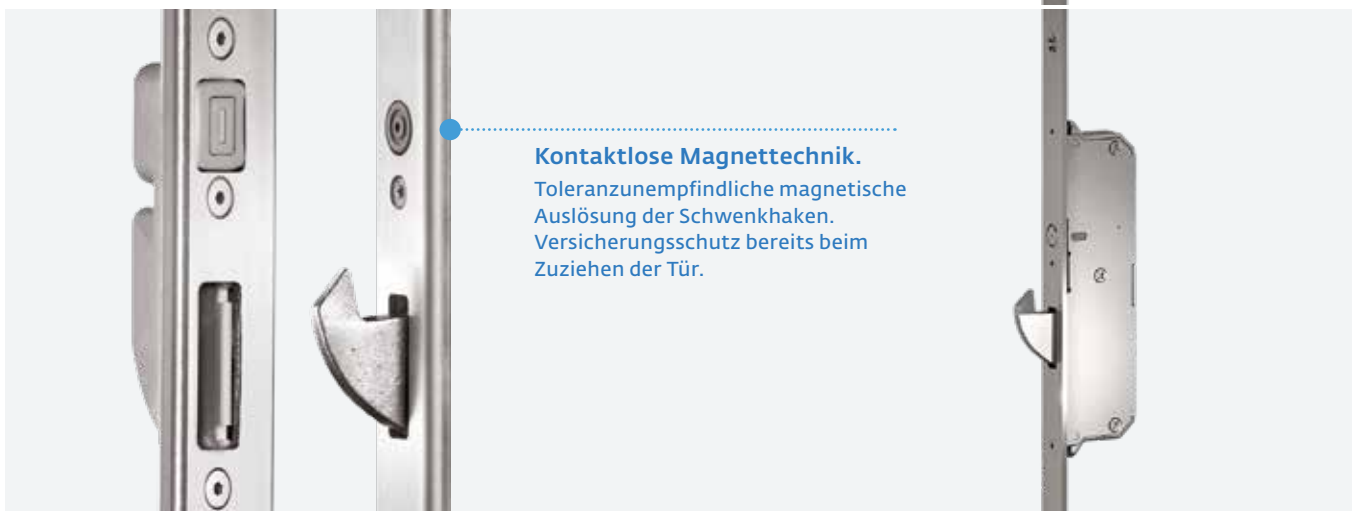 Kontaktlose Magnettechnik.
Toleranzunempfindliche magnetische
Auslösung der Schwenkhaken.
Versicherungsschutz bereits beim
Zuziehen der Tür.